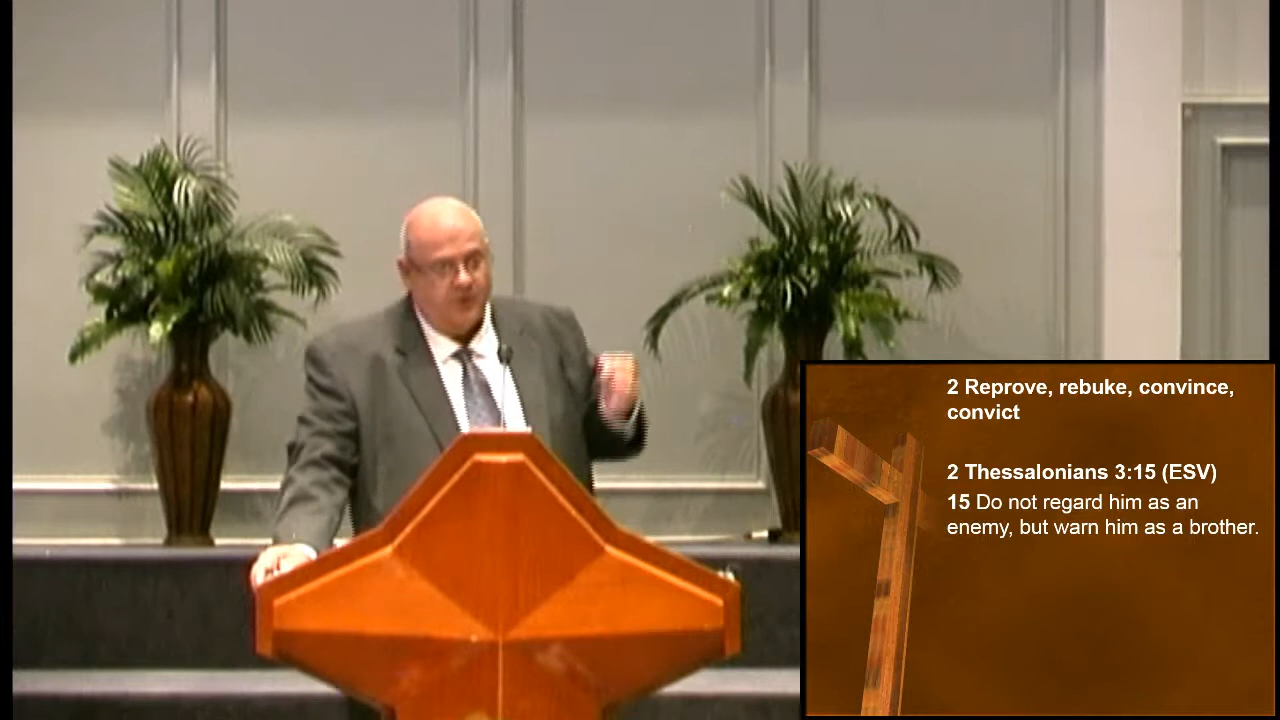 2 Reprove, rebuke, convince,
convict
2 Thessalonians 3:15 (ESV)
15 Do not regard him as an
enemy, but warn him as a brother.